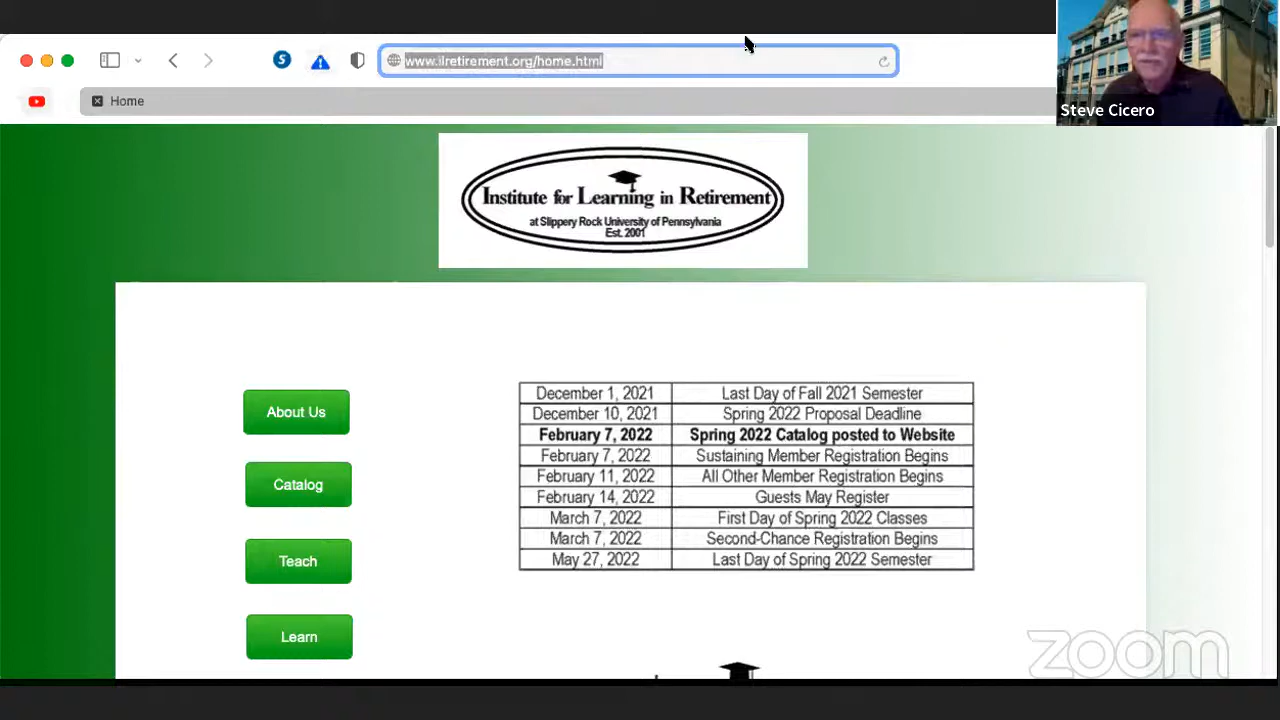 www.ilretirement.org/home.html
Home
Steve Cicero
Institute for Learning in Retirement
at Slippery Rock University of Pennsylvania
Est. 2001
About Us
Catalog
Teach
Learn
December 1, 2021 Last Day of Fall 2021 Semester
December 10, 2021 Spring 2022 Proposal Deadline
February 7, 2022 Spring 2022 Catalog posted to Website
February 7, 2022 Sustaining Member Registration Begins
February 11, 2022 All Other Member Registration Begins
February 14, 2022 Guests May Register
March 7, 2022 First Day of Spring 2022 Classes
March 7, 2022 Second-Chance Registration Begins
May 27, 2022 Last Day of Spring 2022 Semester
zoom